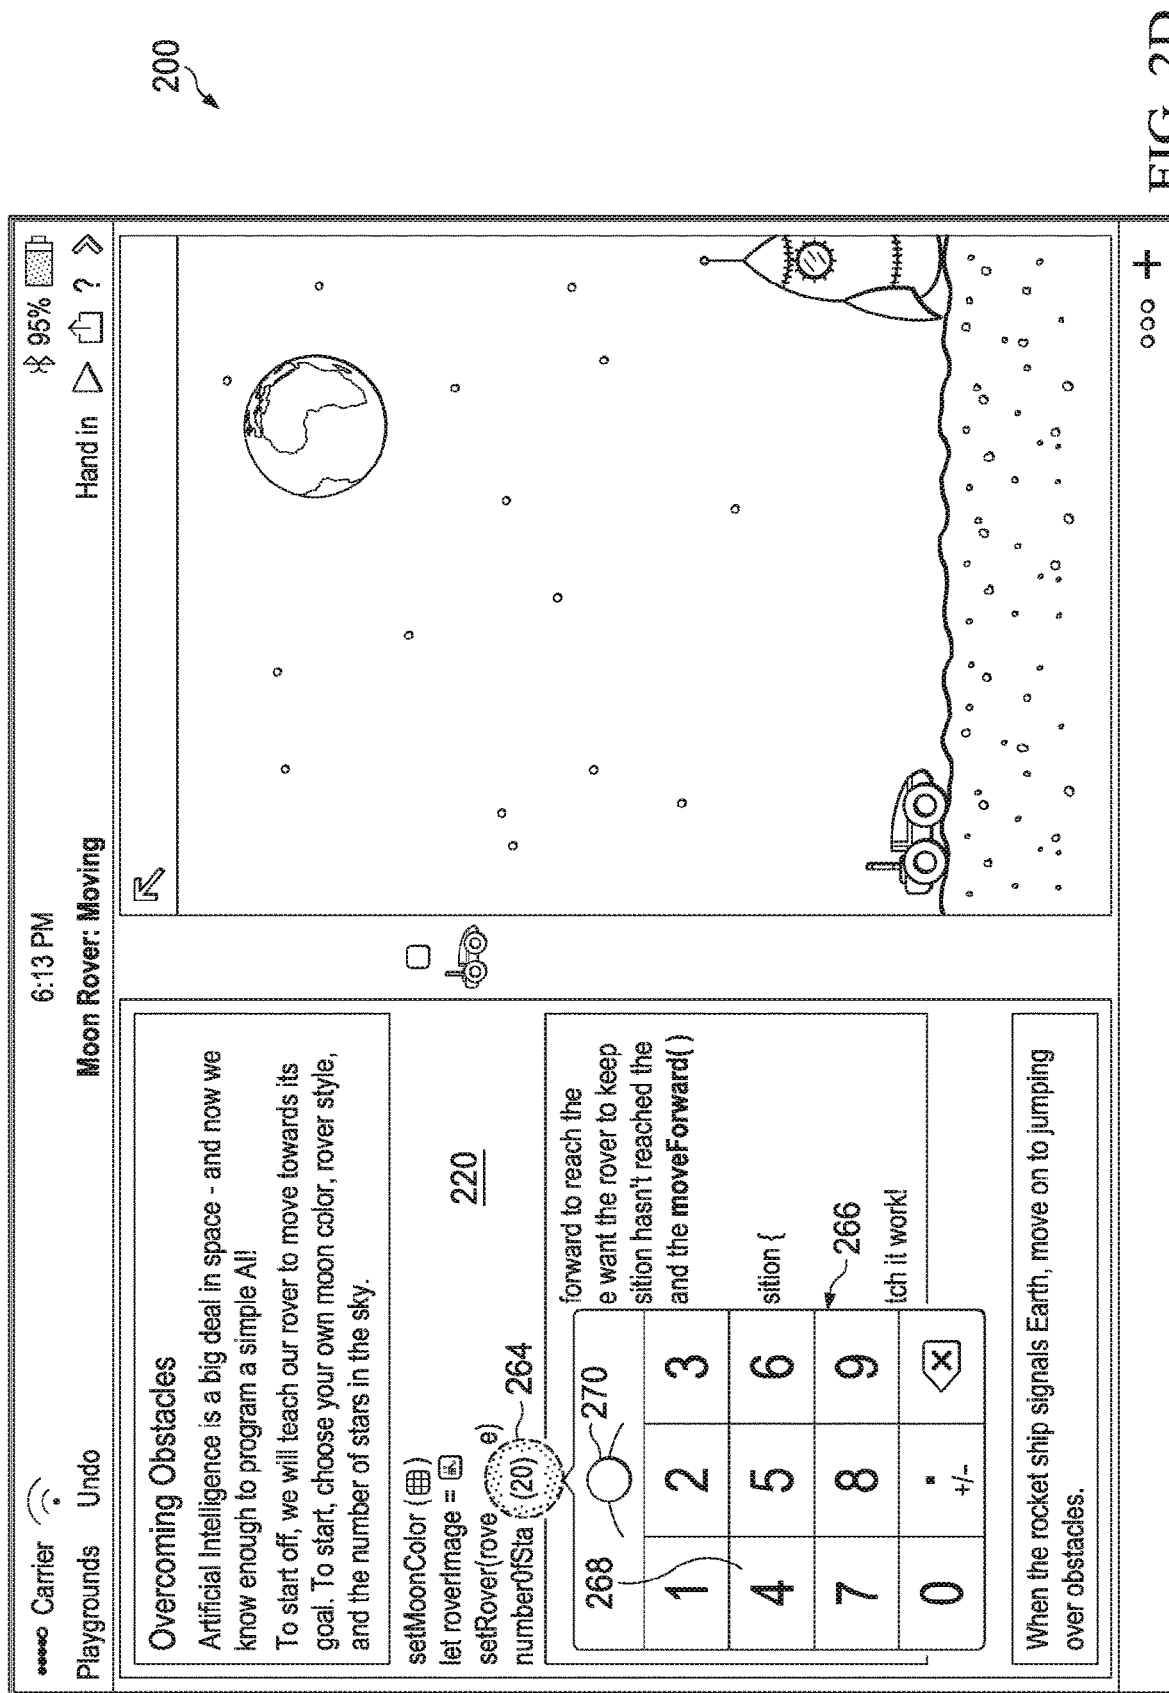 200
Carrier 6:13 PM 95%
Playgrounds Undo Moon Rover: Moving Hand in ?
Overcoming Obstacles
Artificial Intelligence is a big deal in space - and now we
know enough to program a simple AI!
To start off, we will teach our rover to move towards its
goal. To start, choose your own moon color, rover style,
and the number of stars in the sky.
setMoonColor ( )
let roverImage =
setRover(rove e)
number0fSta (20)
264
220
forward to reach the
e want the rover to keep
sition hasn't reached the
and the moveForward( )
sition {
266
tch it work!
268 270
1 2 3
4 5 6
7 8 9
0 . +/-
When the rocket ship signals Earth, move on to jumping
over obstacles.
FIG. 2D